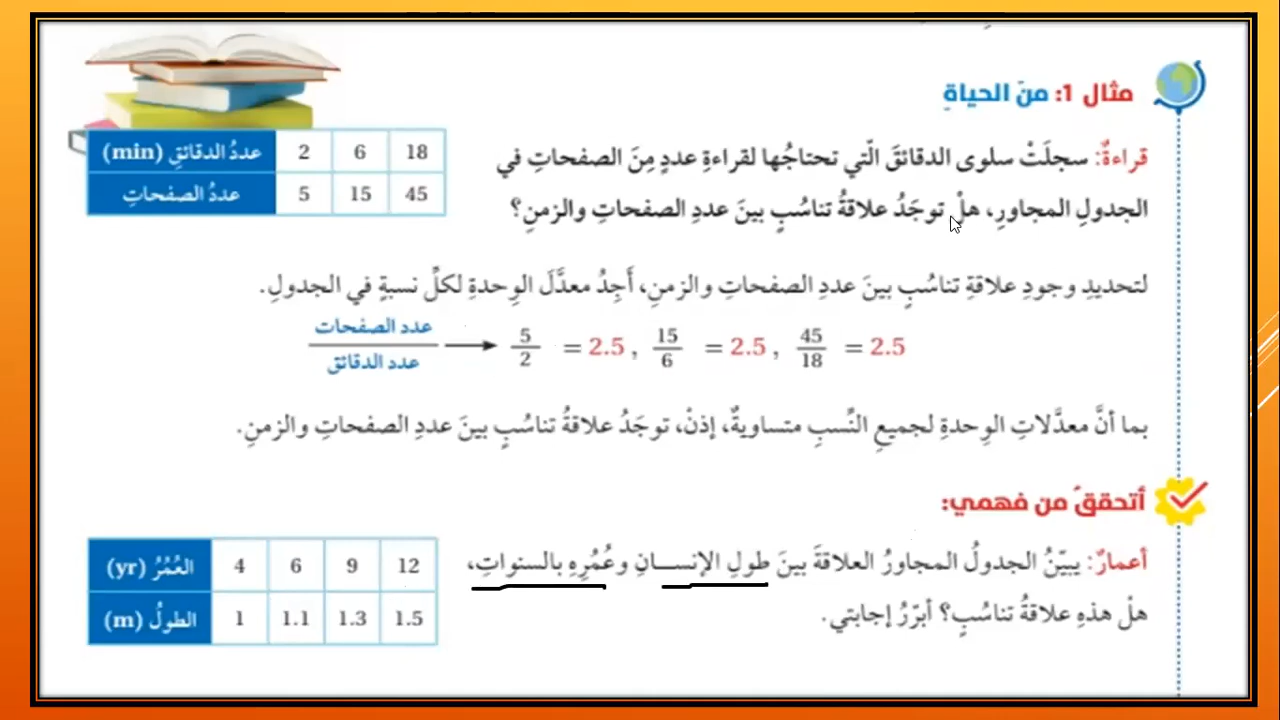 مثال 1: منَ الحياةِ
قراءةٌ: سجلَتْ سلوى الدقائقَ الّتي تحتاجُها لقراءةِ عددٍ مِنَ الصفحاتِ في
الجدولِ المجاورِ، هلْ توجَدُ علاقةُ تناسُبٍ بينَ عددِ الصفحاتِ والزمنِ؟
عددُ الدقائقِ (min) 2 6 18
عددُ الصفحاتِ 5 15 45
لتحديدِ وجودِ علاقةِ تناسُبٍ بينَ عددِ الصفحاتِ والزمنِ، أَجِدُ معدَّلَ الوِحدةِ لكلِّ نسبةٍ في الجدولِ.
عدد الصفحات
عدد الدقائق
5/2 = 2.5 , 15/6 = 2.5 , 45/18 = 2.5
بما أنَّ معدَّلاتِ الوِحدةِ لجميعِ النِّسبِ متساويةٌ، إذنْ، توجَدُ علاقةُ تناسُبٍ بينَ عددِ الصفحاتِ والزمنِ.
أتحققُ من فهمي:
أعمارٌ: يبيّنُ الجدولُ المجاورُ العلاقةَ بينَ طولِ الإنســانِ وعُمُرِهِ بالسنواتِ،
هلْ هذهِ علاقةُ تناسُبٍ؟ أبرّرُ إجابتي.
العُمُرُ (yr) 4 6 9 12
الطولُ (m) 1 1.1 1.3 1.5